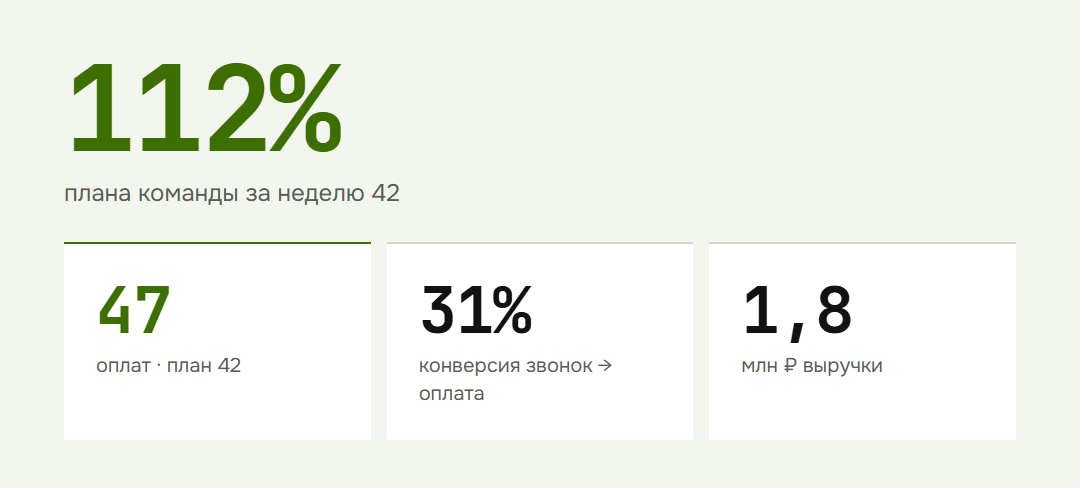 112%
плана команды за неделю 42
47
оплат · план 42
31%
конверсия звонок →
оплата
1,8
млн ₽ выручки